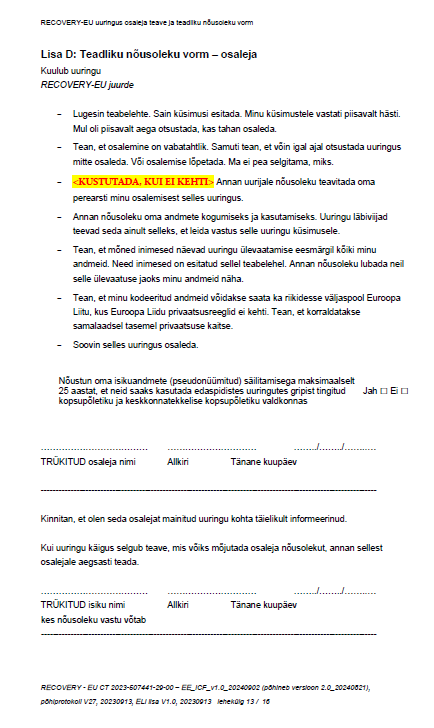 RECOVERY-EU uuringus osaleja teave ja teadliku nõusoleku vorm
Lisa D: Teadliku nõusoleku vorm – osaleja
Kuulub uuringu
RECOVERY-EU juurde
– Lugesin teabelehte. Sain küsimusi esitada. Minu küsimustele vastati piisavalt hästi.
Mul oli piisavalt aega otsustada, kas tahan osaleda.
– Tean, et osalemine on vabatahtlik. Samuti tean, et võin igal ajal otsustada uuringus
mitte osaleda. Või osalemise lõpetada. Ma ei pea selgitama, miks.
– <KUSTUTADA, KUI EI KEHTI> Annan uurijale nõusoleku teavitada oma
perearsti minu osalemisest selles uuringus.
– Annan nõusoleku oma andmete kogumiseks ja kasutamiseks. Uuringu läbiviijad
teevad seda ainult selleks, et leida vastus selle uuringu küsimusele.
– Tean, et mõned inimesed näevad uuringu ülevaatamise eesmärgil kõiki minu
andmeid. Need inimesed on esitatud sellel teabelehel. Annan nõusoleku lubada neil
selle ülevaatuse jaoks minu andmeid näha.
– Tean, et minu kodeeritud andmeid võidakse saata ka riikidesse väljaspool Euroopa
Liitu, kus Euroopa Liidu privaatsusreeglid ei kehti. Tean, et korraldatakse
samalaadsel tasemel privaatsuse kaitse.
– Soovin selles uuringus osaleda.
Nõustun oma isikuandmete (pseudonüümitud) säilitamisega maksimaalselt
25 aastat, et neid saaks kasutada edaspidistes uuringutes gripist tingitud Jah ☐ Ei ☐
kopsupõletiku ja keskkonnatekkelise kopsupõletiku valdkonnas
.................................... .............................. ......../......../...........
TRÜKITUD osaleja nimi Allkiri Tänane kuupäev
--------------------------------------------------------------------------------
Kinnitan, et olen seda osalejat mainitud uuringu kohta täielikult informeerinud.
Kui uuringu käigus selgub teave, mis võiks mõjutada osaleja nõusolekut, annan sellest
osalejale aegsasti teada.
.................................... .............................. ......../......../...........
TRÜKITUD isiku nimi Allkiri Tänane kuupäev
kes nõusoleku vastu võtab
--------------------------------------------------------------------------------
RECOVERY - EU CT 2023-507441-29-00 – EE_ICF_v1.0_20240902 (põhineb versioon 2.0_20240621),
põhiprotokoll V27, 20230913, ELi lisa V1.0, 20230913 lehekülg 13 / 16